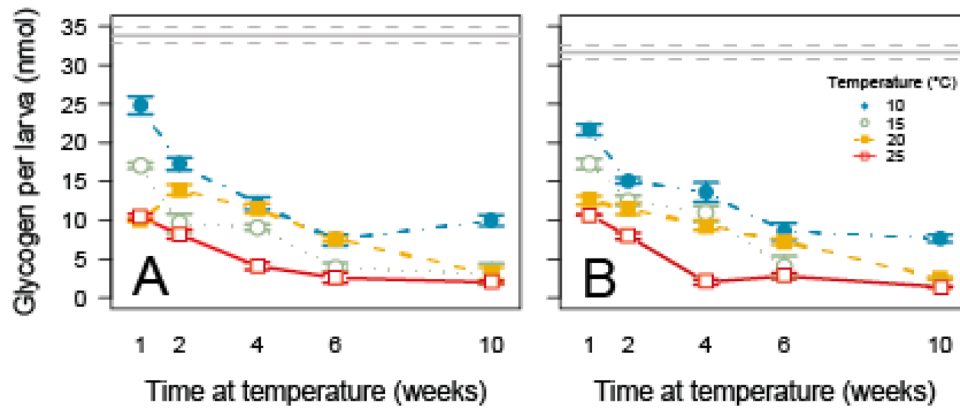 Glycogen per larva (nmol)
35
30
25
20
15
10
5
0
A
1 2 4 6 10
Time at temperature (weeks)
B
Temperature (°C)
10
15
20
25
1 2 4 6 10
Time at temperature (weeks)